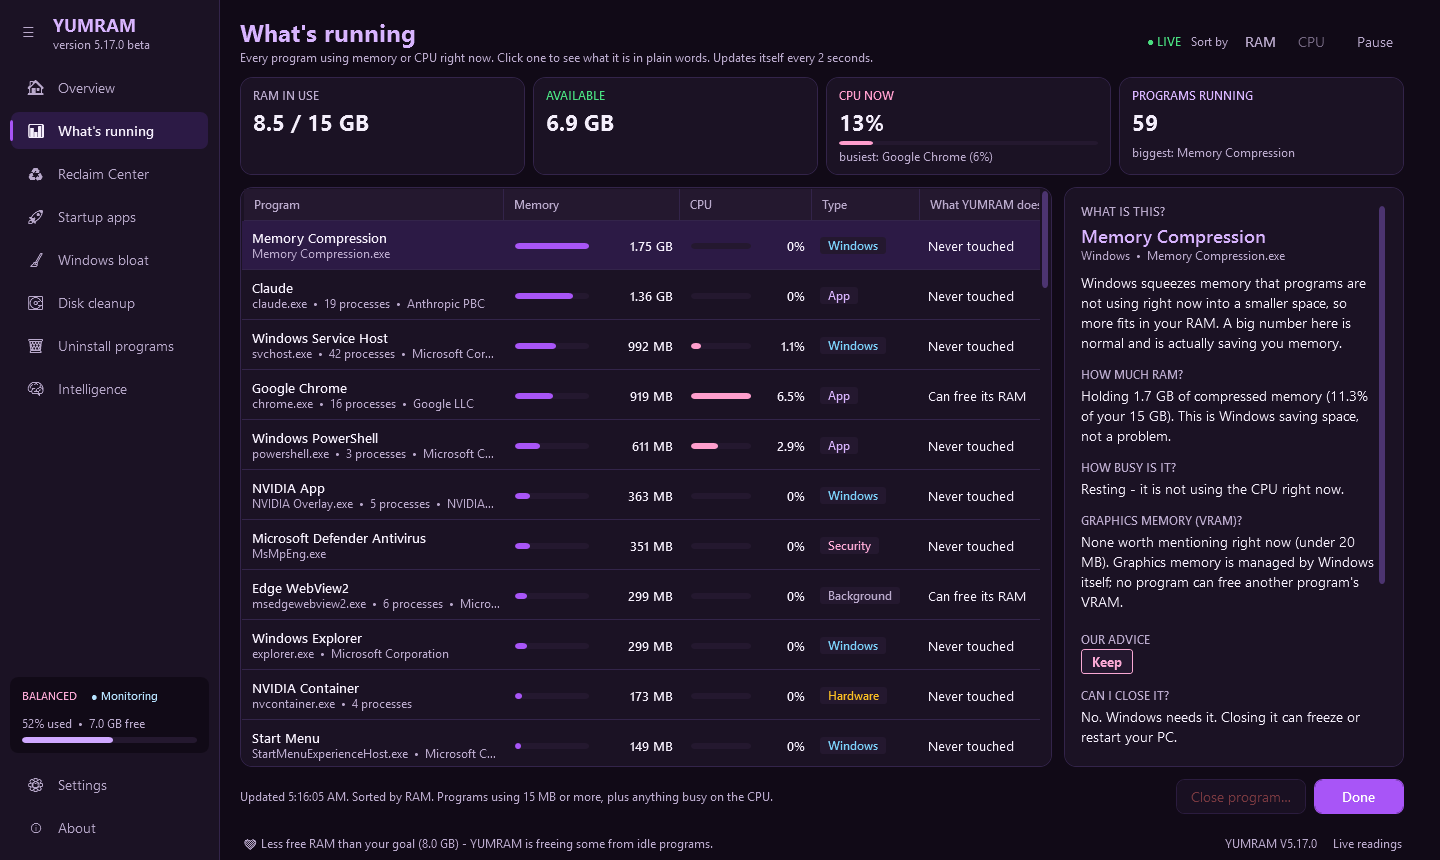 YUMRAM
version 5.17.0 beta
Overview
What's running
Reclaim Center
Startup apps
Windows bloat
Disk cleanup
Uninstall programs
Intelligence
BALANCED ● Monitoring
52% used • 7.0 GB free
Settings
About
What's running
Every program using memory or CPU right now. Click one to see what it is in plain words. Updates itself every 2 seconds.
● LIVE Sort by RAM CPU Pause
RAM IN USE
8.5 / 15 GB
AVAILABLE
6.9 GB
CPU NOW
13%
busiest: Google Chrome (6%)
PROGRAMS RUNNING
59
biggest: Memory Compression
Program Memory CPU Type What YUMRAM does
Memory Compression
Memory Compression.exe
1.75 GB 0% Windows Never touched
Claude
claude.exe • 19 processes • Anthropic PBC
1.36 GB 0% App Never touched
Windows Service Host
svchost.exe • 42 processes • Microsoft Cor...
992 MB 1.1% Windows Never touched
Google Chrome
chrome.exe • 16 processes • Google LLC
919 MB 6.5% App Can free its RAM
Windows PowerShell
powershell.exe • 3 processes • Microsoft C...
611 MB 2.9% App Never touched
NVIDIA App
NVIDIA Overlay.exe • 5 processes • NVIDIA...
363 MB 0% Windows Never touched
Microsoft Defender Antivirus
MsMpEng.exe
351 MB 0% Security Never touched
Edge WebView2
msedgewebview2.exe • 6 processes • Micro...
299 MB 0% Background Can free its RAM
Windows Explorer
explorer.exe • Microsoft Corporation
299 MB 0% Windows Never touched
NVIDIA Container
nvcontainer.exe • 4 processes
173 MB 0% Hardware Never touched
Start Menu
StartMenuExperienceHost.exe • Microsoft C...
149 MB 0% Windows Never touched
WHAT IS THIS?
Memory Compression
Windows • Memory Compression.exe
Windows squeezes memory that programs are
not using right now into a smaller space, so
more fits in your RAM. A big number here is
normal and is actually saving you memory.
HOW MUCH RAM?
Holding 1.7 GB of compressed memory (11.3%
of your 15 GB). This is Windows saving space,
not a problem.
HOW BUSY IS IT?
Resting - it is not using the CPU right now.
GRAPHICS MEMORY (VRAM)?
None worth mentioning right now (under 20
MB). Graphics memory is managed by Windows
itself; no program can free another program's
VRAM.
OUR ADVICE
Keep
CAN I CLOSE IT?
No. Windows needs it. Closing it can freeze or
restart your PC.
Updated 5:16:05 AM. Sorted by RAM. Programs using 15 MB or more, plus anything busy on the CPU.
Close program... Done
Less free RAM than your goal (8.0 GB) - YUMRAM is freeing some from idle programs.
YUMRAM V5.17.0 Live readings